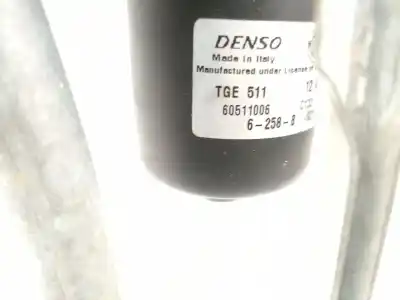 DENSO
Made in Italy
Manufactured under License
TGE 511
60511006
6-258-8